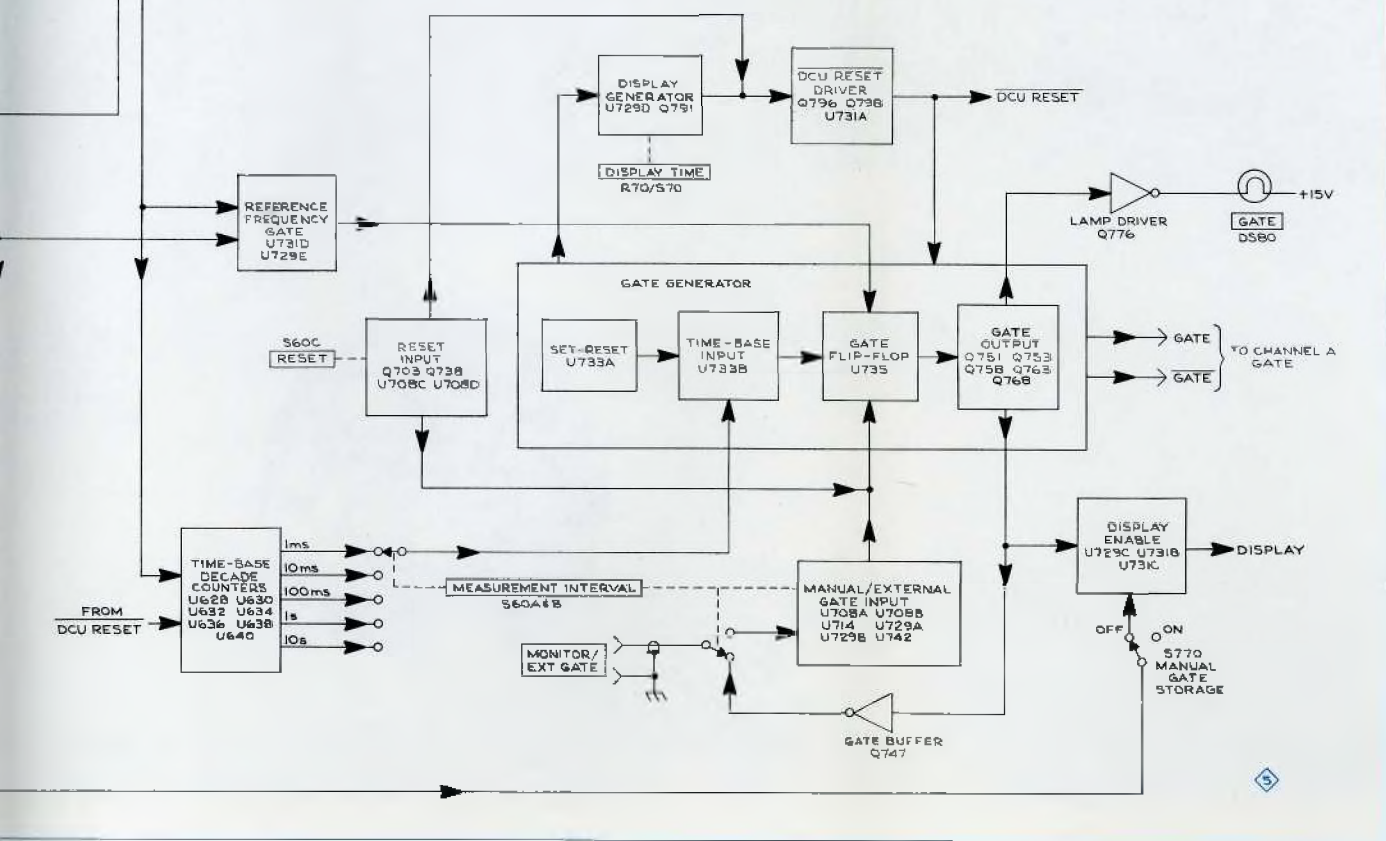 DISPLAY
GENERATOR
U729D Q791
DISPLAY TIME
R70/S70
DCU RESET
DRIVER
Q796 Q798
U731A
DCU RESET
REFERENCE
FREQUENCY
GATE
U731D
U729E
LAMP DRIVER
Q776
+15V
GATE
DS80
GATE GENERATOR
S60C
RESET
RESET
INPUT
Q703 Q738
U708C U708D
SET-RESET
U733A
TIME-BASE
INPUT
U733B
GATE
FLIP-FLOP
U735
GATE
OUTPUT
Q751 Q753
Q758 Q763
Q768
GATE
GATE
TO CHANNEL A
GATE
FROM
DCU RESET
TIME-BASE
DECADE
COUNTERS
U628 U630
U632 U634
U636 U638
U640
1ms
10ms
100ms
1s
10s
MEASUREMENT INTERVAL
S60A&B
MONITOR/
EXT GATE
MANUAL/EXTERNAL
GATE INPUT
U708A U708B
U714 U729A
U729B U742
GATE BUFFER
Q747
DISPLAY
ENABLE
U729C U731B
U731C
DISPLAY
OFF ON
S770
MANUAL
GATE
STORAGE
5